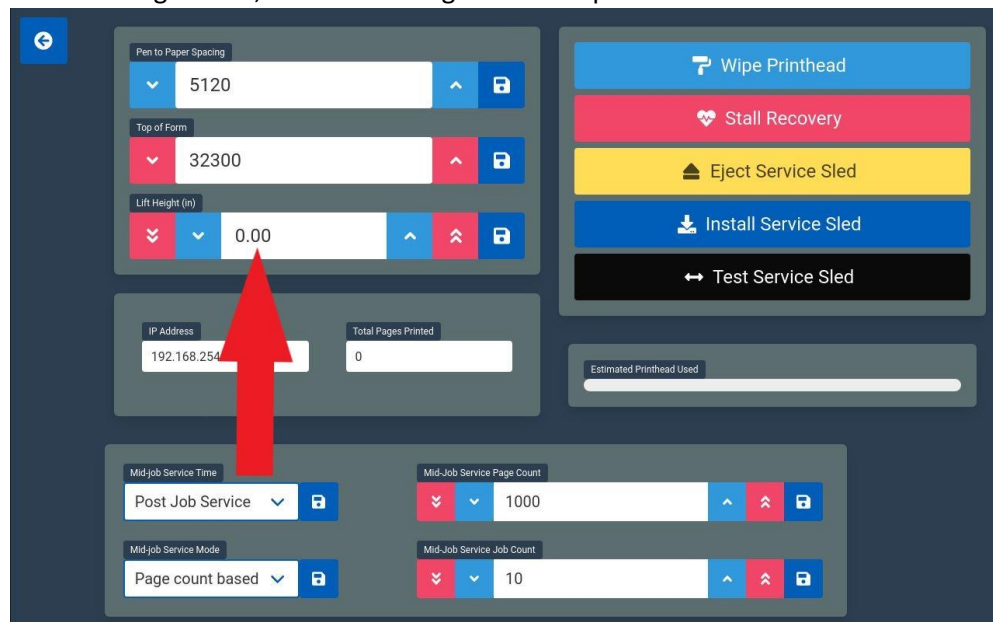 Pen to Paper Spacing
5120
Top of Form
32300
Lift Height (in)
0.00
IP Address
192.168.254
Total Pages Printed
0
Wipe Printhead
Stall Recovery
Eject Service Sled
Install Service Sled
Test Service Sled
Estimated Printhead Used
Mid-job Service Time
Post Job Service
Mid-job Service Mode
Page count based
Mid-Job Service Page Count
1000
Mid-Job Service Job Count
10